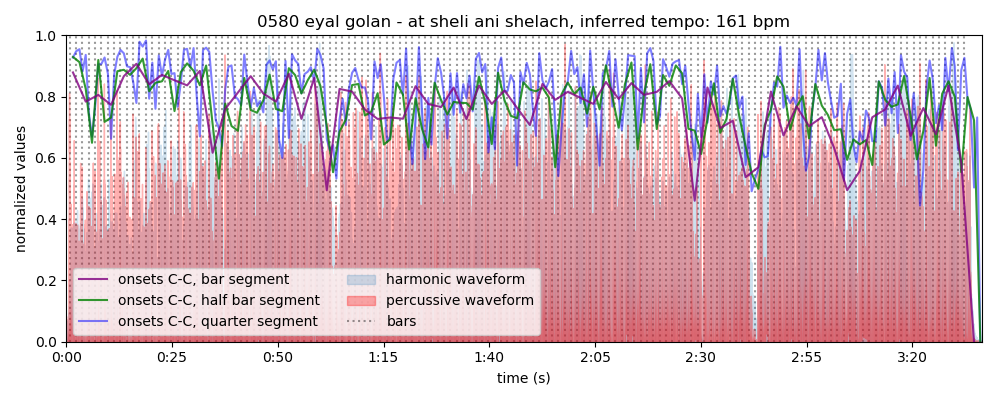 0580 eyal golan - at sheli ani shelach, inferred tempo: 161 bpm
normalized values
1.0
0.8
0.6
0.4
0.2
0.0
onsets C-C, bar segment
onsets C-C, half bar segment
onsets C-C, quarter segment
harmonic waveform
percussive waveform
bars
0:00 0:25 0:50 1:15 1:40 2:05 2:30 2:55 3:20
time (s)